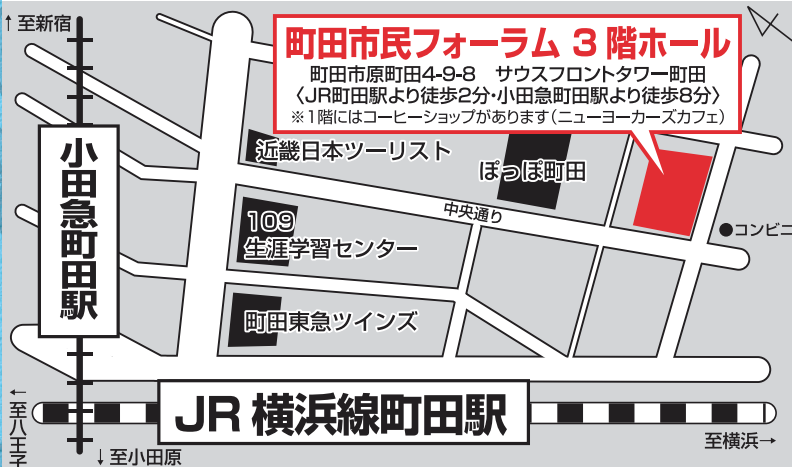 ↑至新宿
町田市民フォーラム 3階ホール
町田市原町田4-9-8　サウスフロントタワー町田
〈JR町田駅より徒歩2分・小田急町田駅より徒歩8分〉
※1階にはコーヒーショップがあります（ニューヨーカーズカフェ）
近畿日本ツーリスト
ぽっぽ町田
小田急町田駅
中央通り
109
生涯学習センター
●コンビニ
町田東急ツインズ
JR横浜線町田駅
←至八王子
至横浜→
↓至小田原